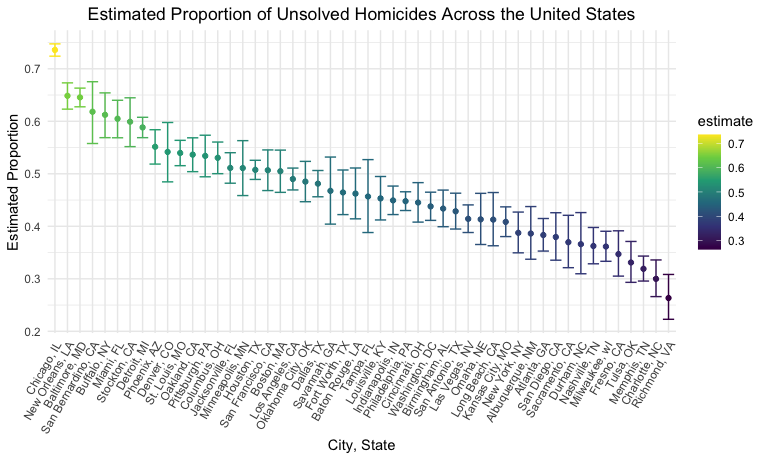 Estimated Proportion of Unsolved Homicides Across the United States
Estimated Proportion
0.7
0.6
0.5
0.4
0.3
0.2
estimate
0.7
0.6
0.5
0.4
0.3
Chicago, IL
New Orleans, LA
Baltimore, MD
San Bernardino, CA
Buffalo, NY
Miami, FL
Stockton, CA
Detroit, MI
Phoenix, AZ
Denver, CO
St. Louis, MO
Oakland, CA
Pittsburgh, PA
Columbus, OH
Jacksonville, FL
Minneapolis, MN
Houston, TX
San Francisco, CA
Boston, MA
Los Angeles, CA
Oklahoma City, OK
Dallas, TX
Savannah, GA
Fort Worth, TX
Baton Rouge, LA
Tampa, FL
Louisville, KY
Indianapolis, IN
Philadelphia, PA
Cincinnati, OH
Washington, DC
Birmingham, AL
San Antonio, TX
Las Vegas, NV
Omaha, NE
Long Beach, CA
Kansas City, MO
New York, NY
Albuquerque, NM
Atlanta, GA
San Diego, CA
Sacramento, CA
Durham, NC
Nashville, TN
Milwaukee, wI
Fresno, CA
Tulsa, OK
Memphis, TN
Charlotte, NC
Richmond, VA
City, State